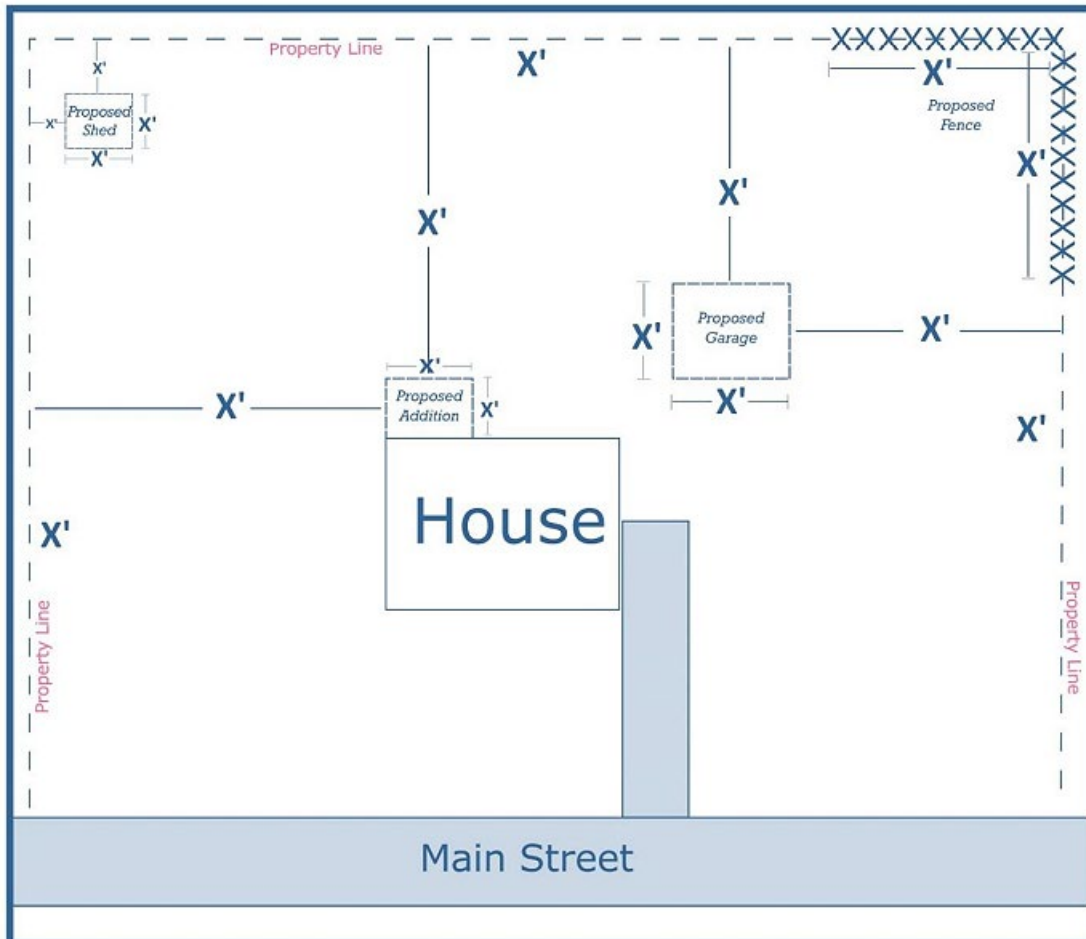 Property Line
X'
X'
X'
Proposed
Shed
X'
X'
X'
Proposed
Fence
X'
X'
X'
Proposed
Garage
X'
X'
X'
X'
Proposed
Addition
X'
X'
X'
X'
House
Property Line
Property Line
Main Street